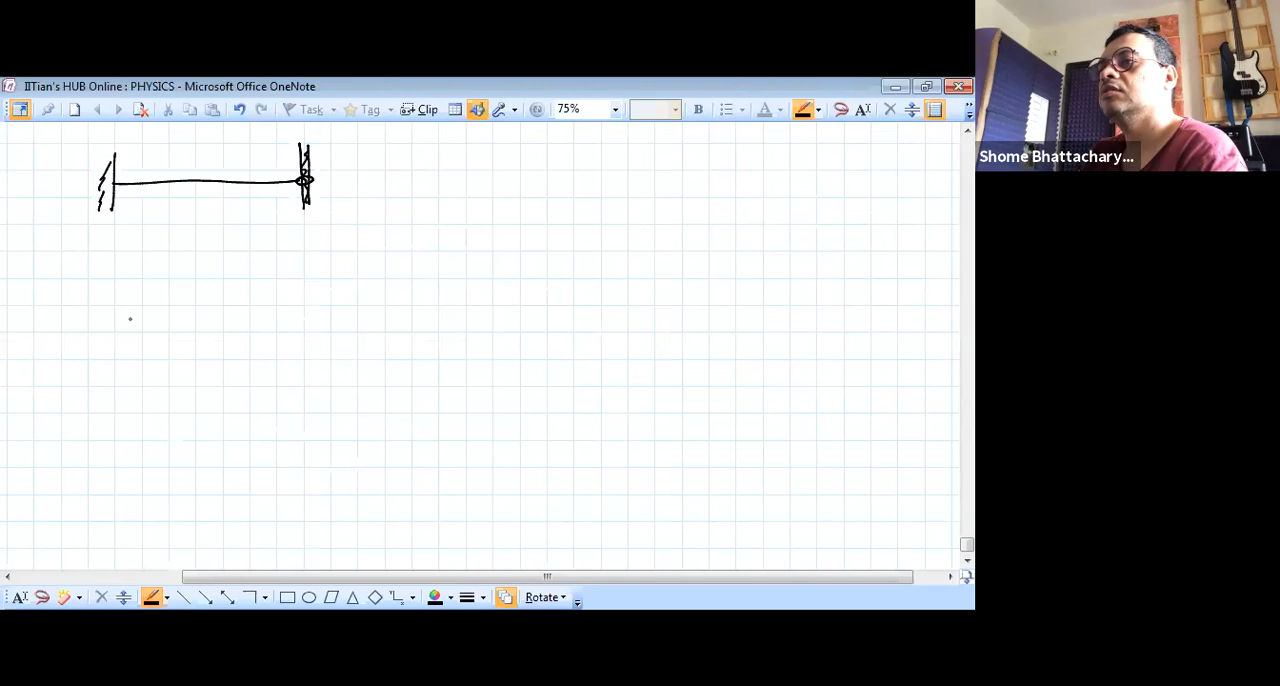 IITian's HUB Online : PHYSICS - Microsoft Office OneNote
Task
Tag
Clip
75%
B
A
Shome Bhattachary...
Rotate